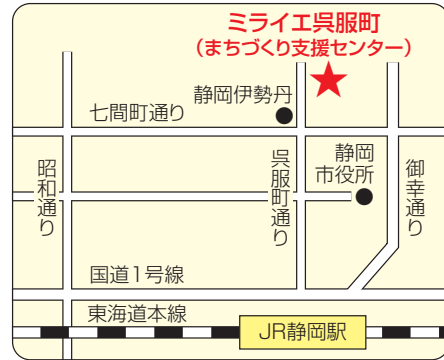 ミライエ呉服町
(まちづくり支援センター)
静岡伊勢丹
七間町通り
静岡
市役所
昭和通り
呉服町通り
御幸通り
国道1号線
東海道本線
JR静岡駅